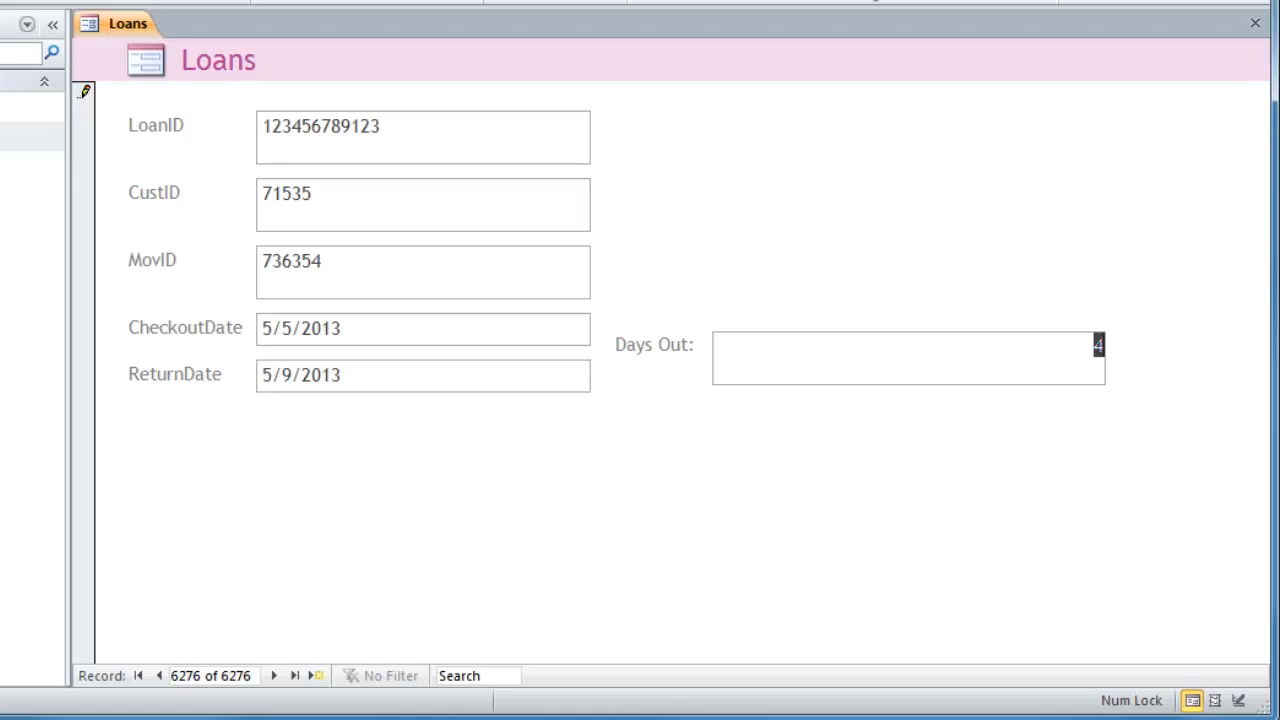 Loans
Loans
LoanID 123456789123
CustID 71535
MovID 736354
CheckoutDate 5/5/2013
Days Out: 4
ReturnDate 5/9/2013
Record: 6276 of 6276 No Filter Search
Num Lock